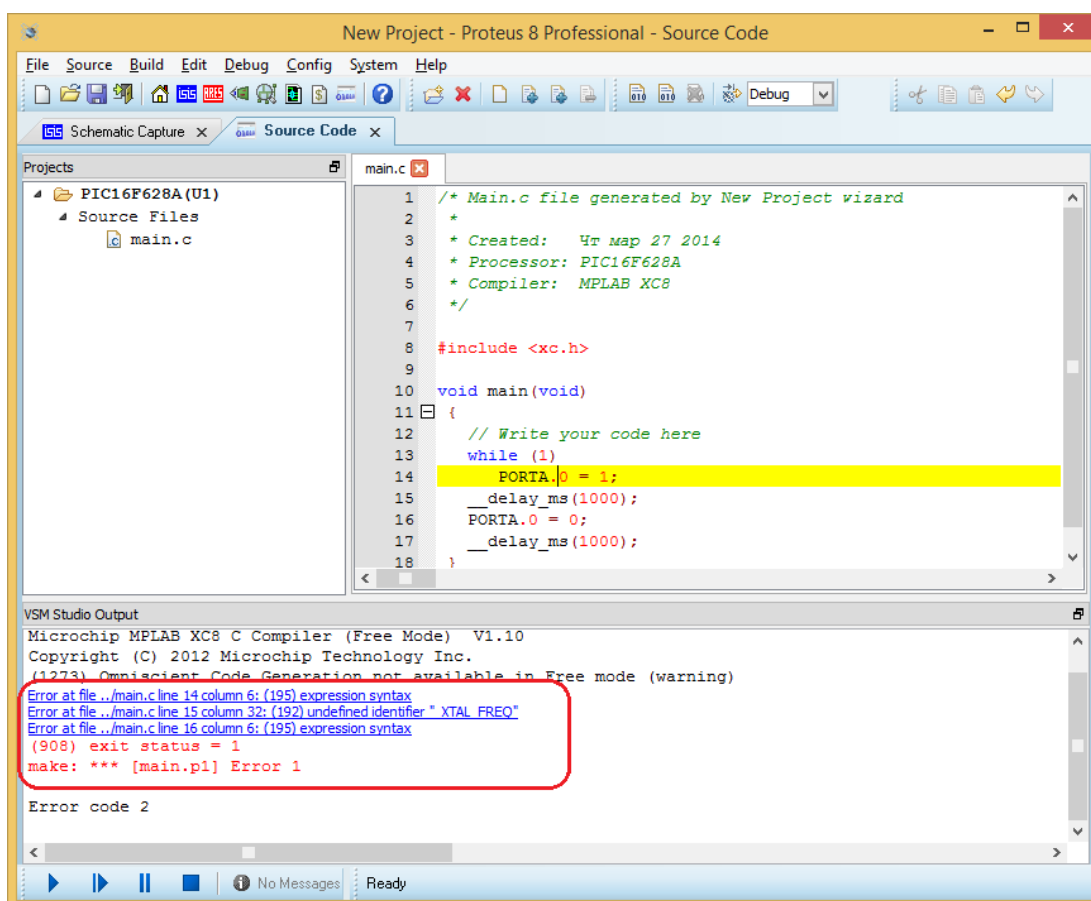 New Project - Proteus 8 Professional - Source Code
File Source Build Edit Debug Config System Help
Debug
Schematic Capture x Source Code x
Projects
main.c
PIC16F628A(U1)
Source Files
main.c
1 /* Main.c file generated by New Project wizard
2 *
3 * Created: Чт мар 27 2014
4 * Processor: PIC16F628A
5 * Compiler: MPLAB XC8
6 */
7
8 #include <xc.h>
9
10 void main(void)
11 {
12 // Write your code here
13 while (1)
14 PORTA.0 = 1;
15 __delay_ms(1000);
16 PORTA.0 = 0;
17 __delay_ms(1000);
18 }
VSM Studio Output
Microchip MPLAB XC8 C Compiler (Free Mode) V1.10
Copyright (C) 2012 Microchip Technology Inc.
(1273) Omniscient Code Generation not available in Free mode (warning)
Error at file ../main.c line 14 column 6: (195) expression syntax
Error at file ../main.c line 15 column 32: (192) undefined identifier "_XTAL_FREQ"
Error at file ../main.c line 16 column 6: (195) expression syntax
(908) exit status = 1
make: *** [main.p1] Error 1
Error code 2
No Messages Ready